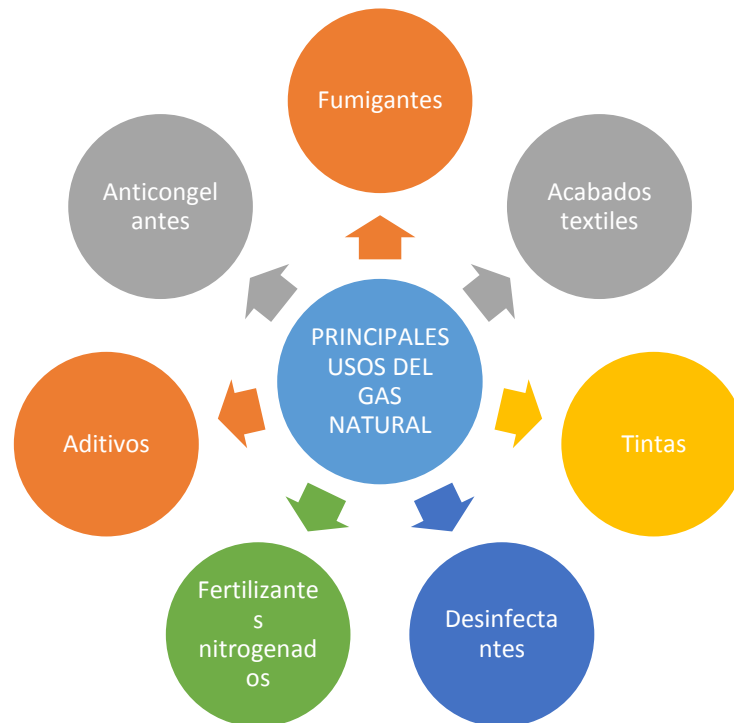 Fumigantes
Anticongel
antes
Acabados
textiles
PRINCIPALES
USOS DEL
GAS
NATURAL
Aditivos
Tintas
Fertilizante
s
nitrogenad
os
Desinfecta
ntes